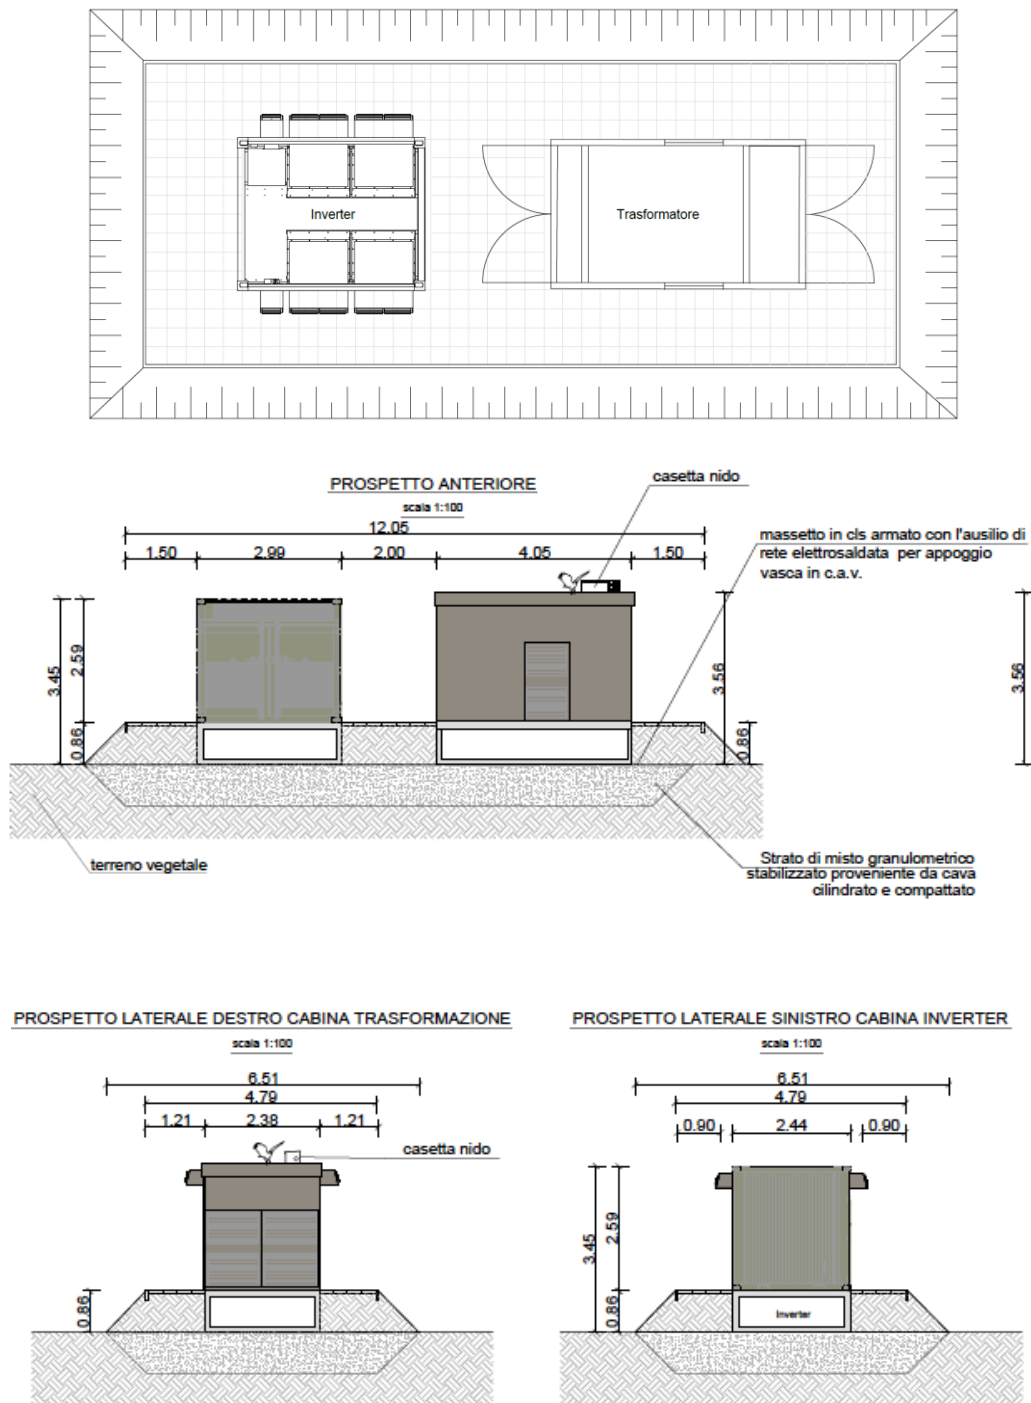 Inverter
Trasformatore
PROSPETTO ANTERIORE
scala 1:100
casetta nido
12.05
1.50
2.99
2.00
4.05
1.50
massetto in cls armato con l'ausilio di
rete elettrosaldata per appoggio
vasca in c.a.v.
3.45
2.59
0.86
3.56
0.86
3.56
terreno vegetale
Strato di misto granulometrico
stabilizzato proveniente da cava
cilindrato e compattato
PROSPETTO LATERALE DESTRO CABINA TRASFORMAZIONE
scala 1:100
6.51
4.79
1.21
2.38
1.21
casetta nido
0.86
PROSPETTO LATERALE SINISTRO CABINA INVERTER
scala 1:100
6.51
4.79
0.90
2.44
0.90
3.45
2.59
0.86
Inverter